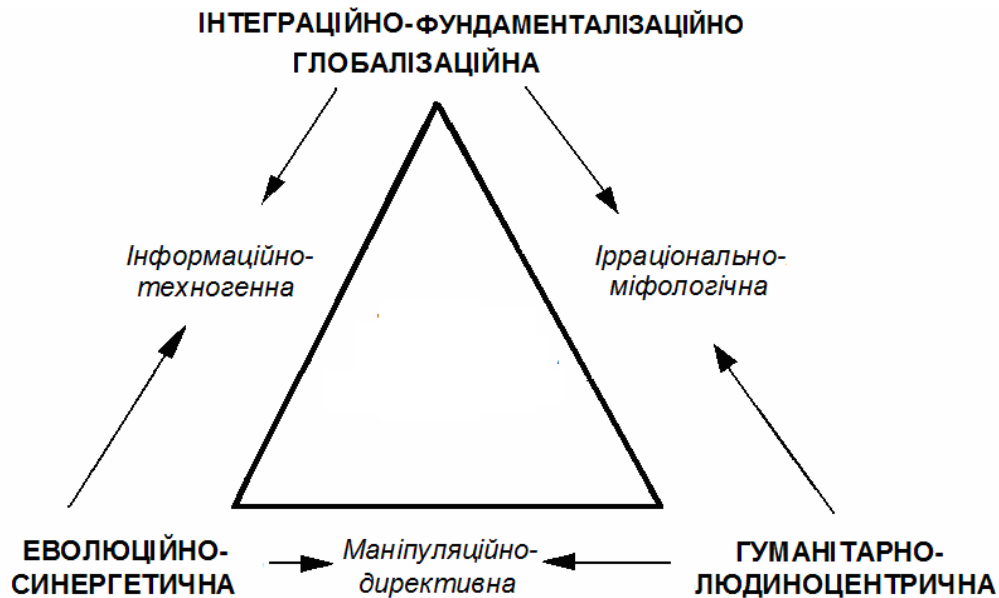 ІНТЕГРАЦІЙНО-ФУНДАМЕНТАЛІЗАЦІЙНО
ГЛОБАЛІЗАЦІЙНА
Інформаційно-
техногенна
Ірраціонально-
міфологічна
ЕВОЛЮЦІЙНО-
СИНЕРГЕТИЧНА
Маніпуляційно-
директивна
ГУМАНІТАРНО-
ЛЮДИНОЦЕНТРИЧНА